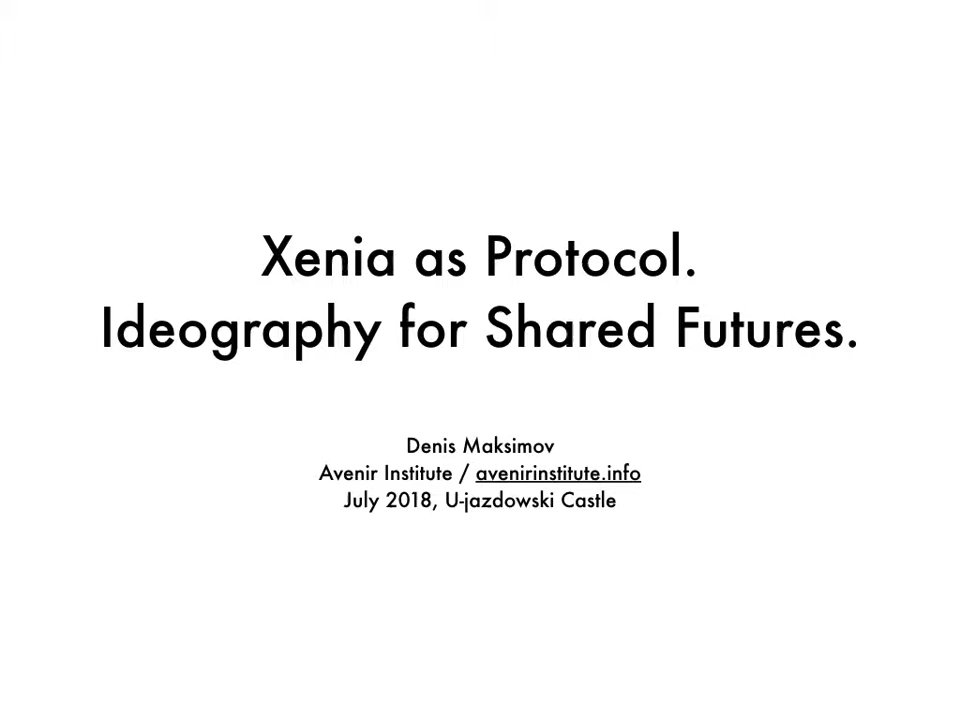 Xenia as Protocol.
Ideography for Shared Futures.
Denis Maksimov
Avenir Institute / avenirinstitute.info
July 2018, U-jazdowski Castle